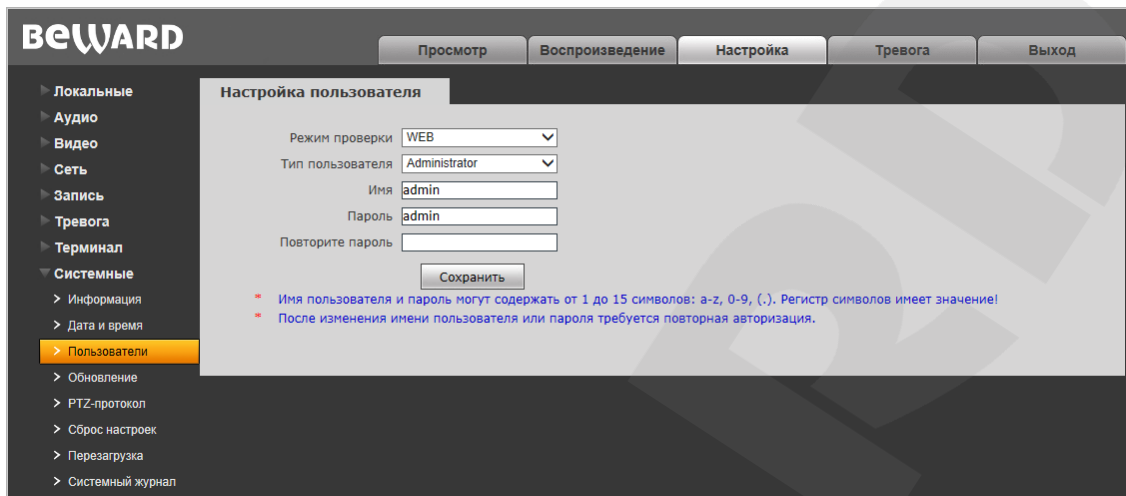 BEWARD
Просмотр Воспроизведение Настройка Тревога Выход
Локальные
Аудио
Видео
Сеть
Запись
Тревога
Терминал
Системные
> Информация
> Дата и время
> Пользователи
> Обновление
> PTZ-протокол
> Сброс настроек
> Перезагрузка
> Системный журнал
Настройка пользователя
Режим проверки WEB
Тип пользователя Administrator
Имя admin
Пароль admin
Повторите пароль
Сохранить
* Имя пользователя и пароль могут содержать от 1 до 15 символов: a-z, 0-9, (.). Регистр символов имеет значение!
* После изменения имени пользователя или пароля требуется повторная авторизация.